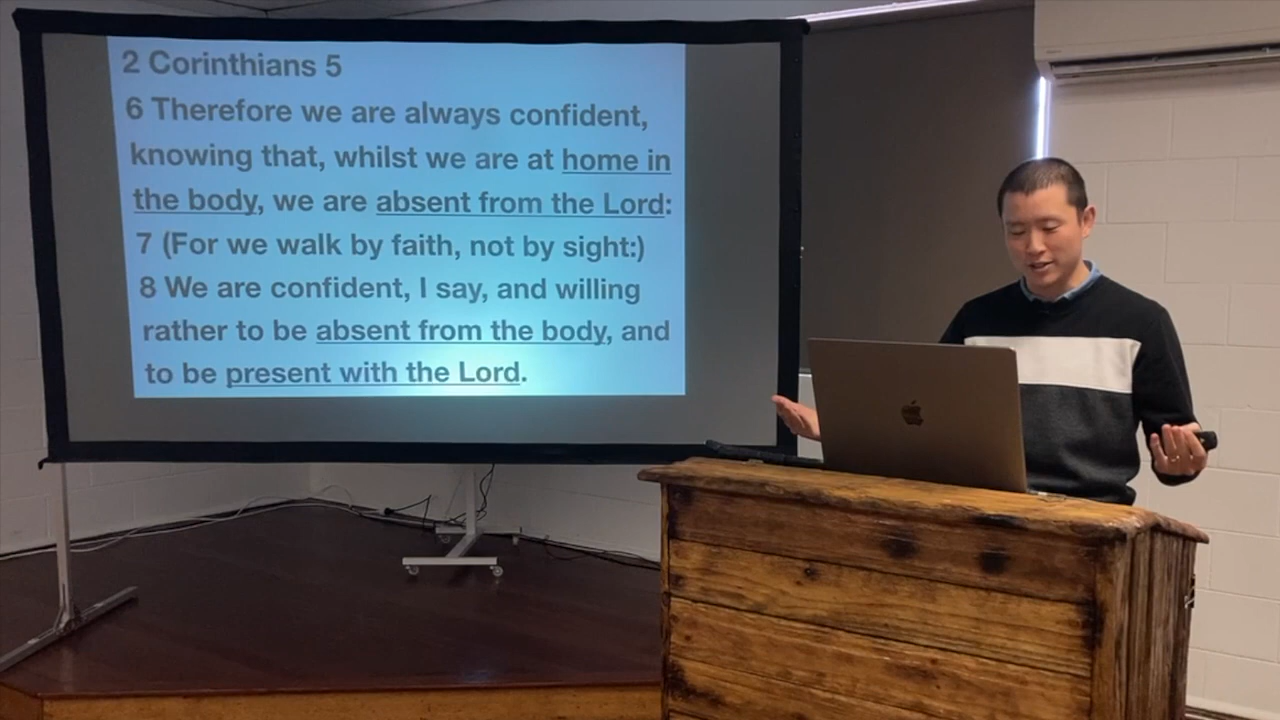 2 Corinthians 5
6 Therefore we are always confident,
knowing that, whilst we are at home in
the body, we are absent from the Lord:
7 (For we walk by faith, not by sight:)
8 We are confident, I say, and willing
rather to be absent from the body, and
to be present with the Lord.